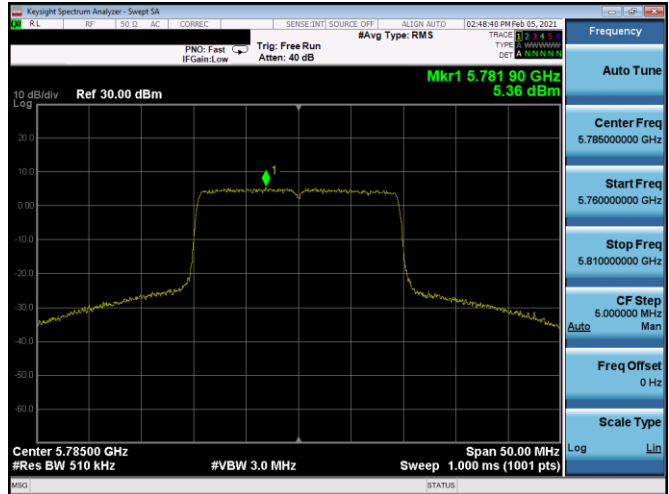 Keysight Spectrum Analyzer - Swept SA
RL RF 50 Ω AC CORREC SENSE:INT SOURCE OFF ALIGN AUTO 02:48:40 PM Feb 05, 2021
#Avg Type: RMS
TRACE 1 2 3 4 5 6
TYPE A WWWWW
DET A N N N N N
PNO: Fast
IFGain:Low
Trig: Free Run
Atten: 40 dB
Mkr1 5.781 90 GHz
5.36 dBm
10 dB/div
Log
Ref 30.00 dBm
20.0
10.0
0.00
-10.0
-20.0
-30.0
-40.0
-50.0
-60.0
1
Center 5.78500 GHz
Span 50.00 MHz
#Res BW 510 kHz
#VBW 3.0 MHz
Sweep 1.000 ms (1001 pts)
MSG
STATUS
Frequency
Auto Tune
Center Freq
5.785000000 GHz
Start Freq
5.760000000 GHz
Stop Freq
5.810000000 GHz
CF Step
5.000000 MHz
Auto Man
Freq Offset
0 Hz
Scale Type
Log Lin